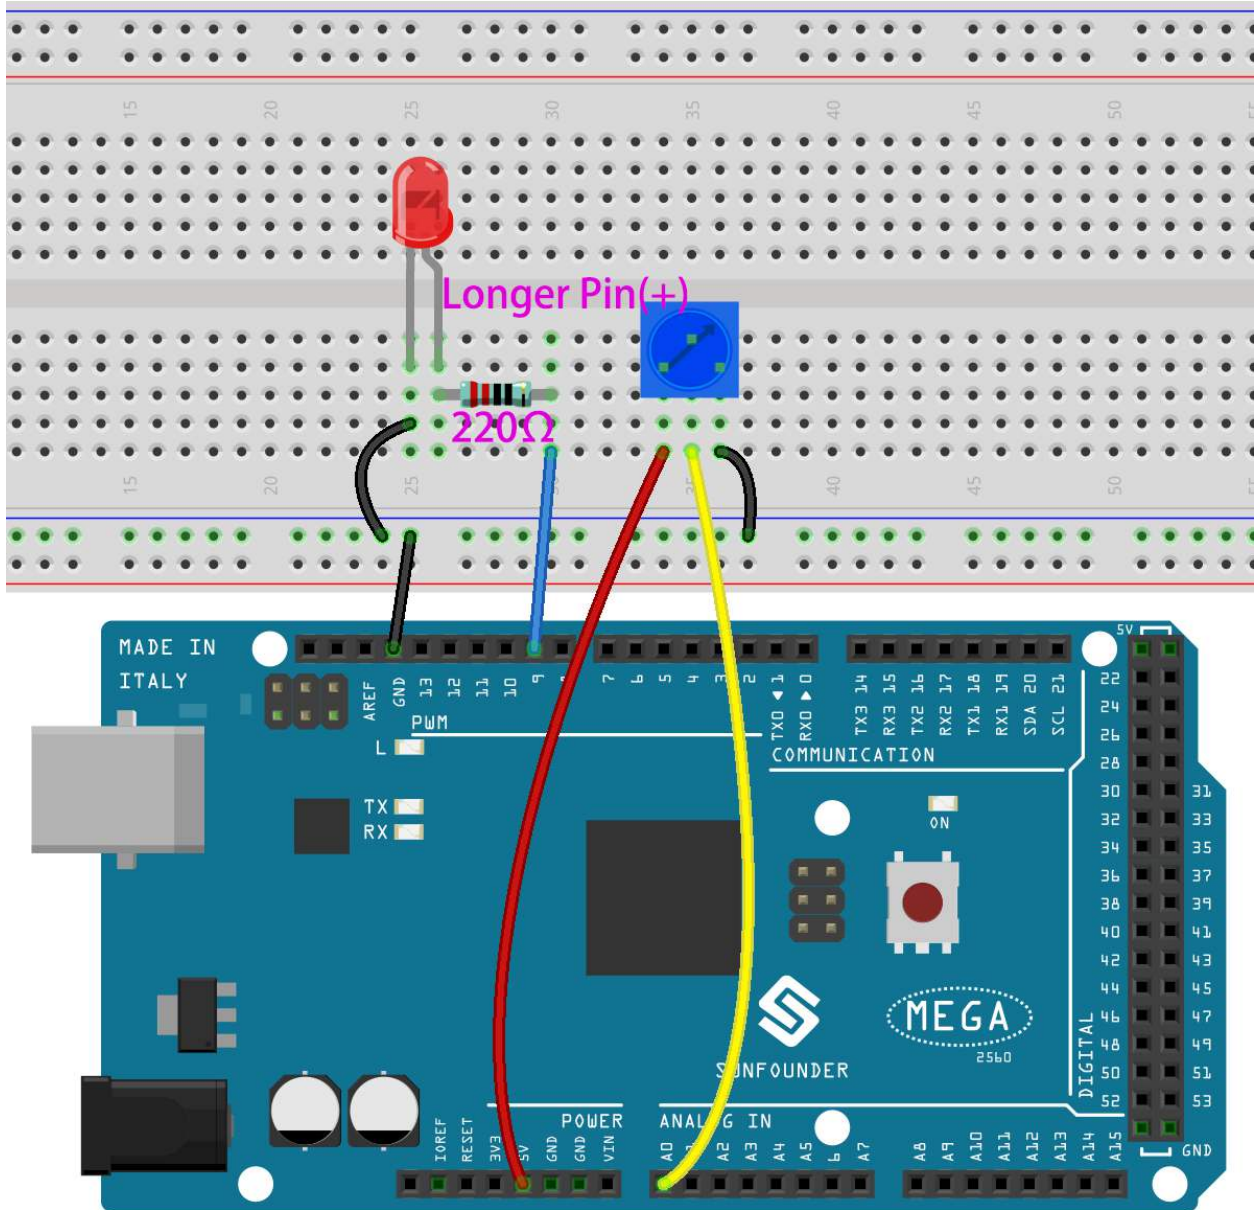 15 20 25 30 35 40 45 50 55
Longer Pin(+)
220Ω
15 20 25 35 40 45 50 55
MADE IN
ITALY
AREF GND 13 12 11 10 9
7 6 5 4 3 2 TX0 ◀ 1 RX0 ▶ 0
TX3 14 RX3 15 TX2 16 RX2 17 TX1 18 RX1 19 SDA 20 SCL 21
5V
PWM
COMMUNICATION
L
TX
RX
ON
22
24
26
28
30 31
32 33
34 35
36 37
38 39
40 41
42 43
44 45
46 47
48 49
50 51
52 53
DIGITAL
GND
MEGA
2560
SUNFOUNDER
POWER
ANALOG IN
IOREF RESET 3V3 5V GND GND VIN
A0 A2 A3 A4 A5 6 A7
A8 A9 A10 A11 A12 A13 A14 A15